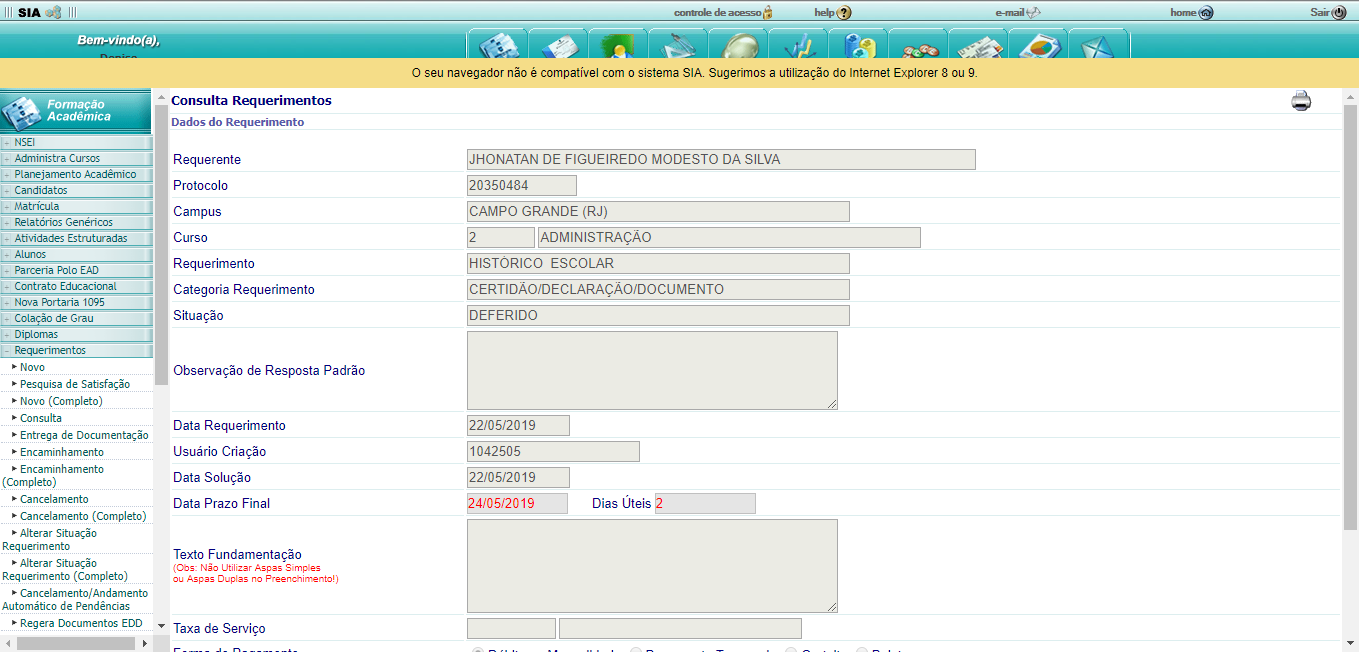 SIA
controle de acesso help e-mail home Sair
Bem-vindo(a),
O seu navegador não é compatível com o sistema SIA. Sugerimos a utilização do Internet Explorer 8 ou 9.
Formação
Acadêmica
NSEI
Administra Cursos
Planejamento Acadêmico
Candidatos
Matrícula
Relatórios Genéricos
Atividades Estruturadas
Alunos
Parceria Polo EAD
Contrato Educacional
Nova Portaria 1095
Colação de Grau
Diplomas
Requerimentos
Novo
Pesquisa de Satisfação
Novo (Completo)
Consulta
Entrega de Documentação
Encaminhamento
Encaminhamento
(Completo)
Cancelamento
Cancelamento (Completo)
Alterar Situação
Requerimento
Alterar Situação
Requerimento (Completo)
Cancelamento/Andamento
Automático de Pendências
Regera Documentos EDD
Consulta Requerimentos
Dados do Requerimento
Requerente JHONATAN DE FIGUEIREDO MODESTO DA SILVA
Protocolo 20350484
Campus CAMPO GRANDE (RJ)
Curso 2 ADMINISTRAÇÃO
Requerimento HISTÓRICO ESCOLAR
Categoria Requerimento CERTIDÃO/DECLARAÇÃO/DOCUMENTO
Situação DEFERIDO
Observação de Resposta Padrão
Data Requerimento 22/05/2019
Usuário Criação 1042505
Data Solução 22/05/2019
Data Prazo Final 24/05/2019 Dias Úteis 2
Texto Fundamentação
(Obs: Não Utilizar Aspas Simples
ou Aspas Duplas no Preenchimento!)
Taxa de Serviço